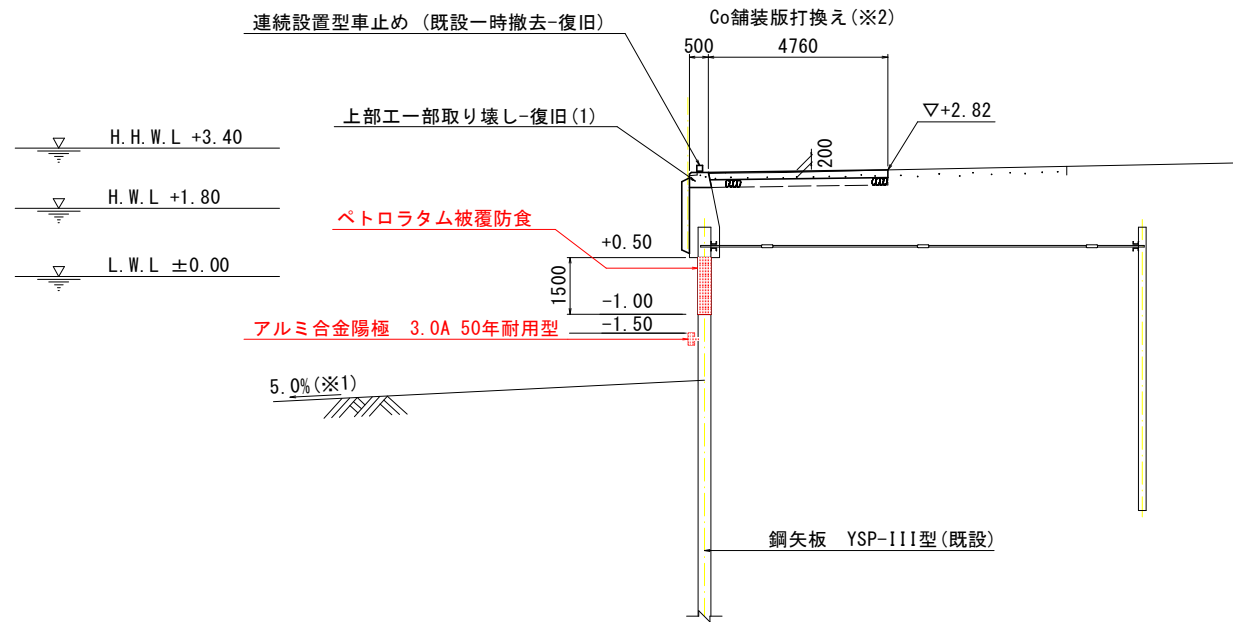 連続設置型車止め (既設一時撤去-復旧)
Co舗装版打換え(※2)
500
4760
上部工一部取り壊し-復旧(1)
▽+2.82
H.H.W.L +3.40
200
H.W.L +1.80
ペトロラタム被覆防食
+0.50
L.W.L ±0.00
1500
-1.00
アルミ合金陽極 3.0A 50年耐用型
-1.50
5.0%(※1)
鋼矢板 YSP-III型(既設)